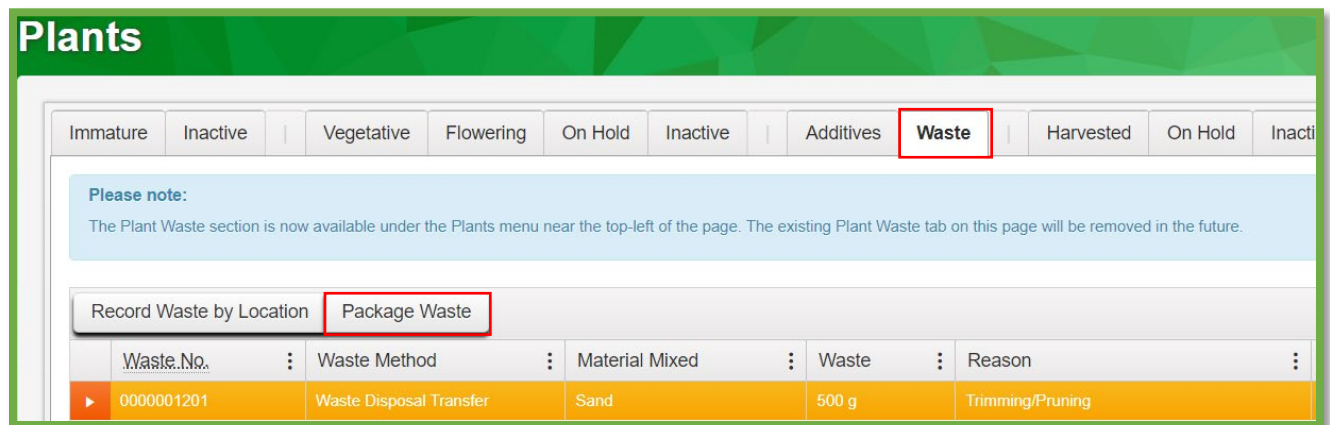 Plants
Immature Inactive | Vegetative Flowering On Hold Inactive | Additives Waste | Harvested On Hold Inacti
Please note:
The Plant Waste section is now available under the Plants menu near the top-left of the page. The existing Plant Waste tab on this page will be removed in the future.
Record Waste by Location Package Waste
Waste No. Waste Method Material Mixed Waste Reason
0000001201 Waste Disposal Transfer Sand 500 g Trimming/Pruning